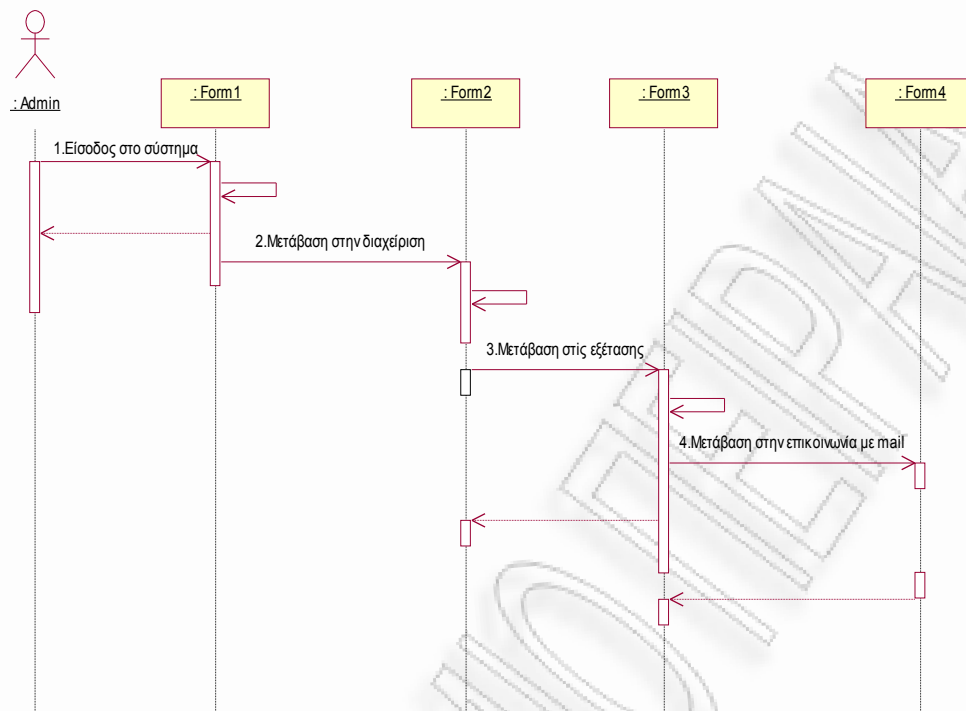 : Admin
: Form1
: Form2
: Form3
: Form4
1.Είσοδος στο σύστημα
2.Μετάβαση στην διαχείριση
3.Μετάβαση στiς εξέτασης
4.Μετάβαση στην επικοινωνία με mail